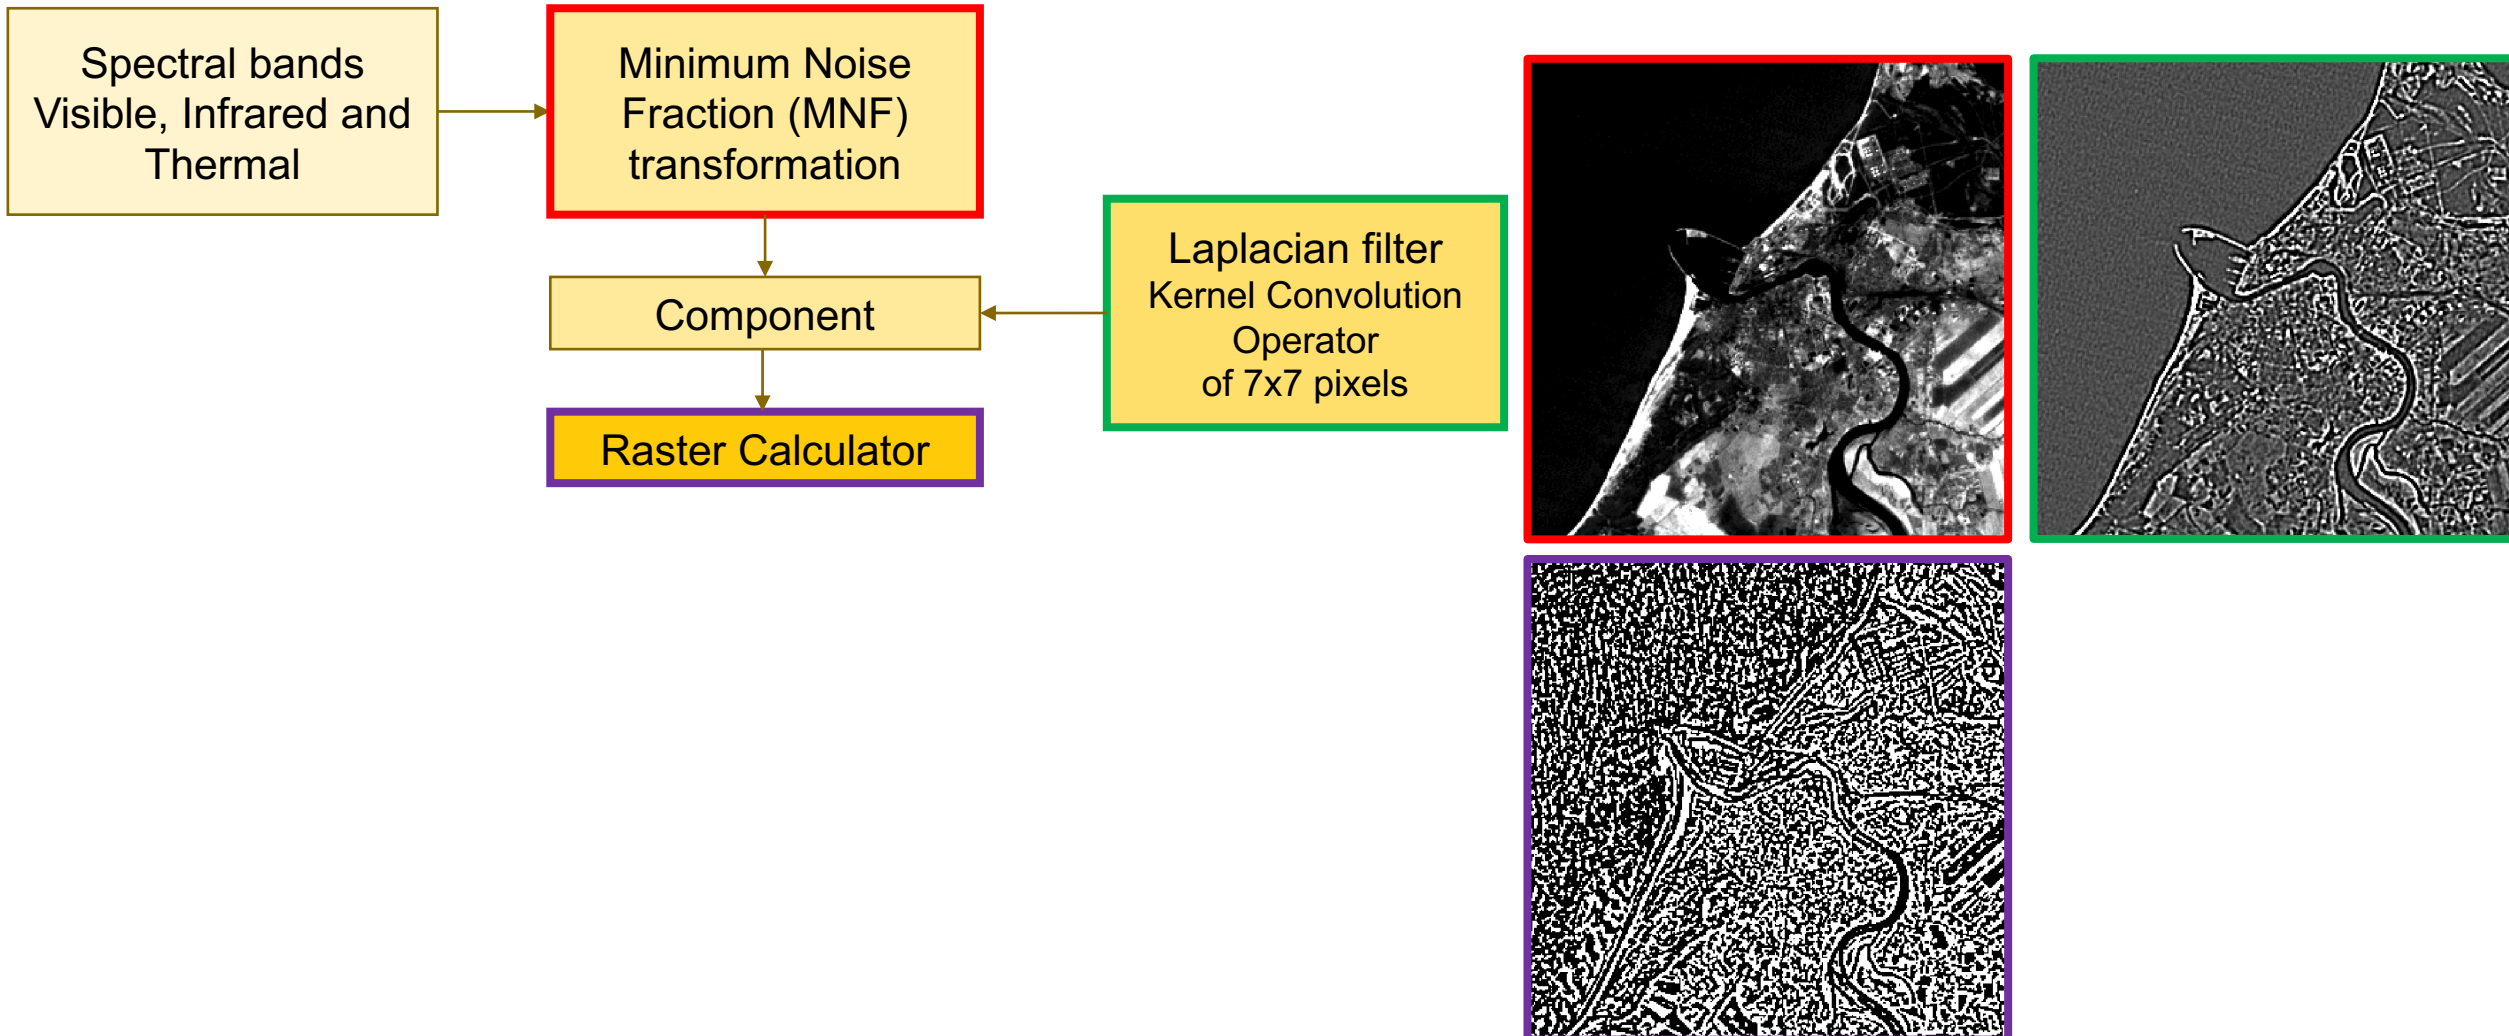 Spectral bands
Visible, Infrared and
Thermal
Minimum Noise
Fraction (MNF)
transformation
Component
Raster Calculator
Laplacian filter
Kernel Convolution
Operator
of 7x7 pixels